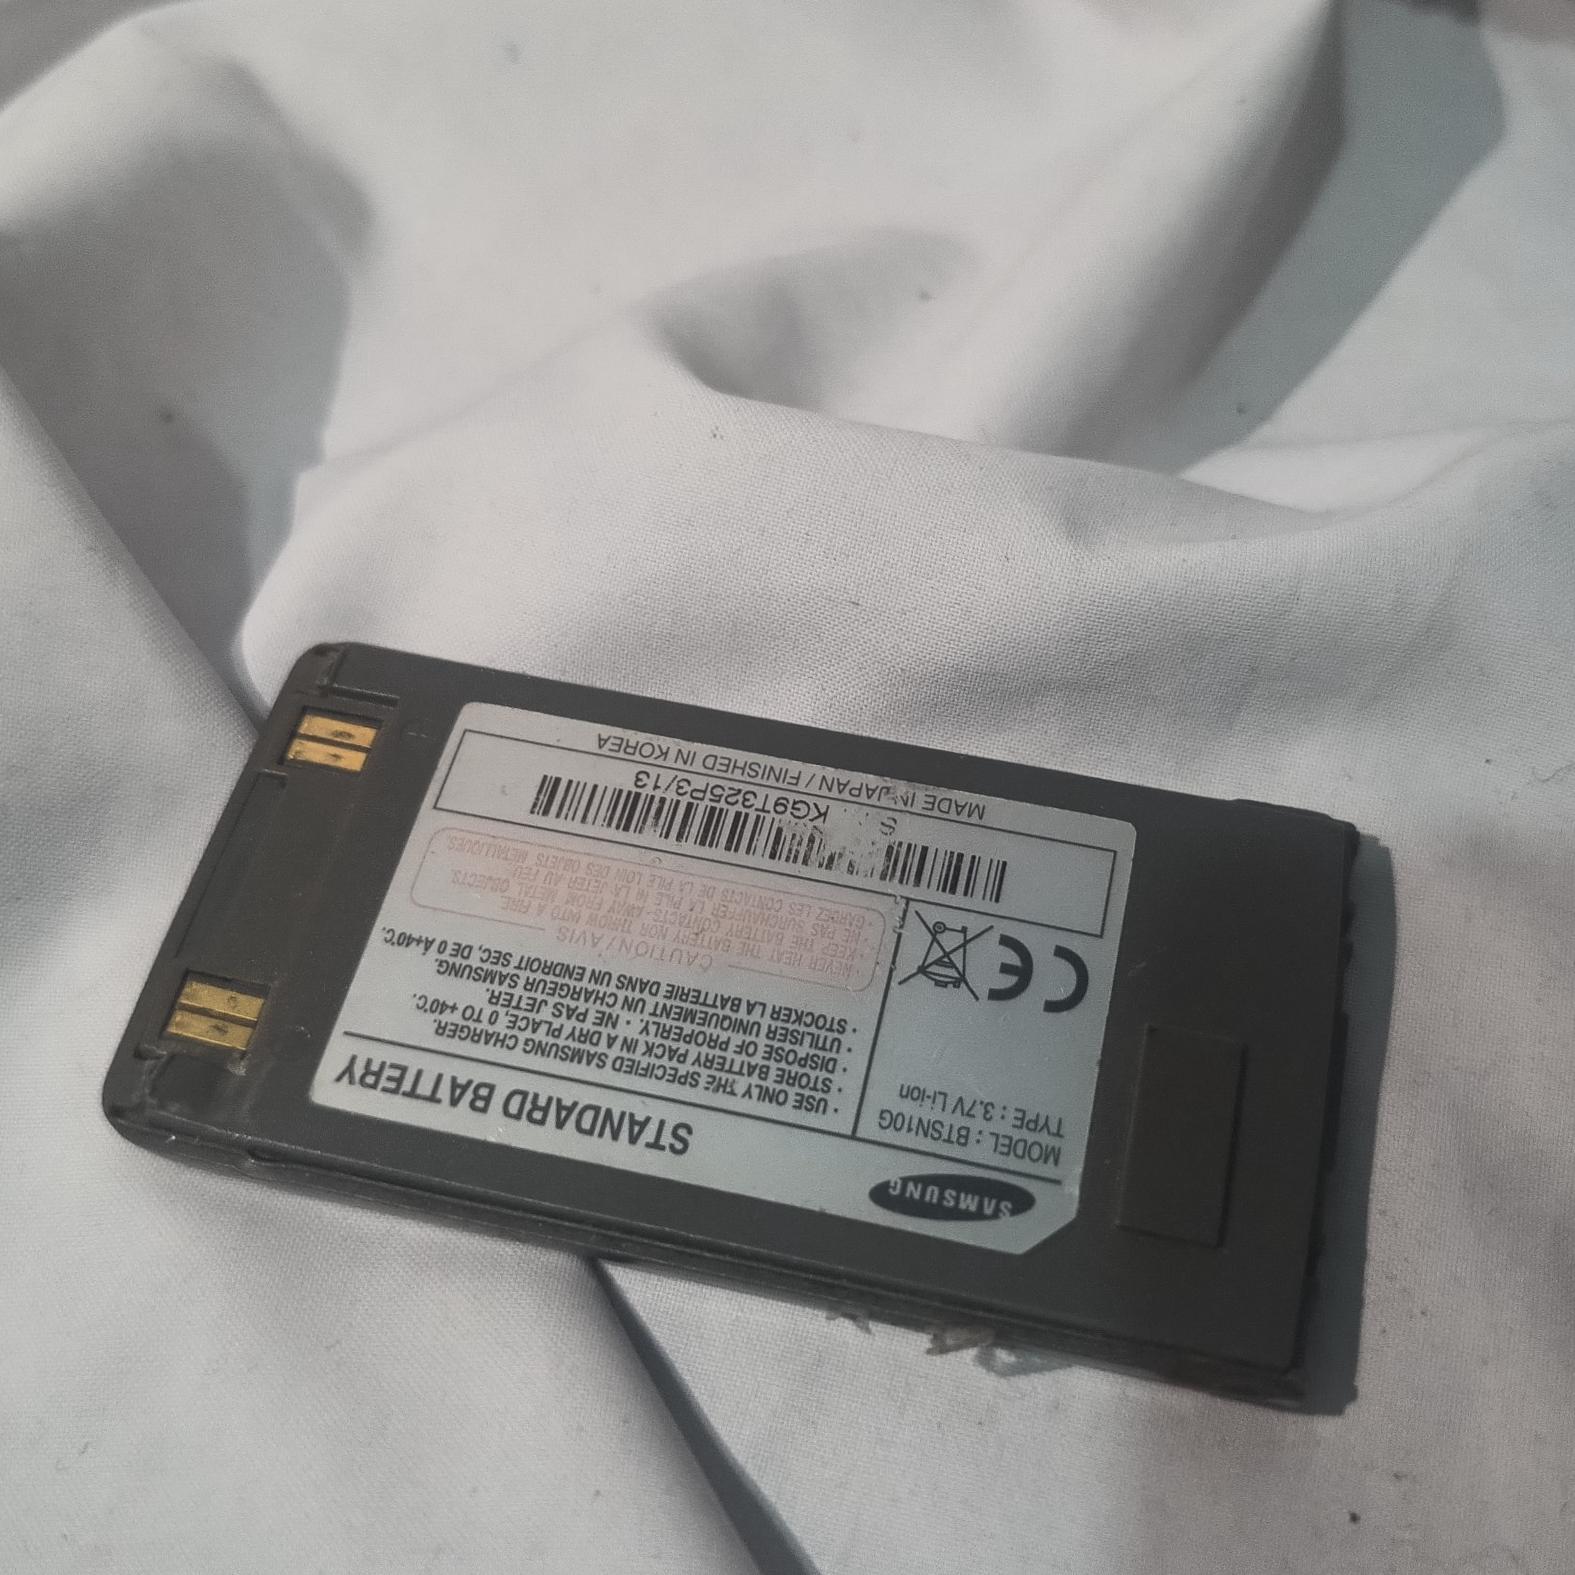 SAMSUNG
STANDARD BATTERY
MODEL : BTSN10G
TYPE : 3.7V Li-ion
CE
· USE ONLY THE SPECIFIED SAMSUNG CHARGER.
· STORE BATTERY PACK IN A DRY PLACE, 0 TO +40℃.
· DISPOSE OF PROPERLY. · NE PAS JETER.
· UTILISER UNIQUEMENT UN CHARGEUR SAMSUNG.
· STOCKER LA BATTERIE DANS UN ENDROIT SEC, DE 0 Á+40℃.
CAUTION / AVIS
· NEVER HEAT THE BATTERY NOR THROW INTO A FIRE.
· KEEP THE BATTERY CONTACTS AWAY FROM METAL OBJECTS.
· NE PAS SURCHAUFFER LA PILE NI LA JETER AU FEU
· GARDEZ LES CONTACTS DE LA PILE LOIN DES OBJETS METALLIQUES.
S KG9T325P3/13
MADE IN JAPAN / FINISHED IN KOREA